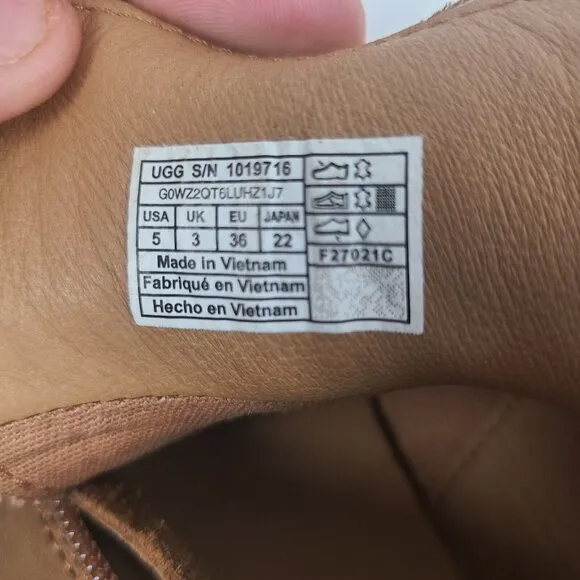 UGG S/N 1019716
G0WZ2QT6LUHZ1J7
USA UK EU JAPAN
5 3 36 22
F27021C
Made in Vietnam
Fabriqué en Vietnam
Hecho en Vietnam